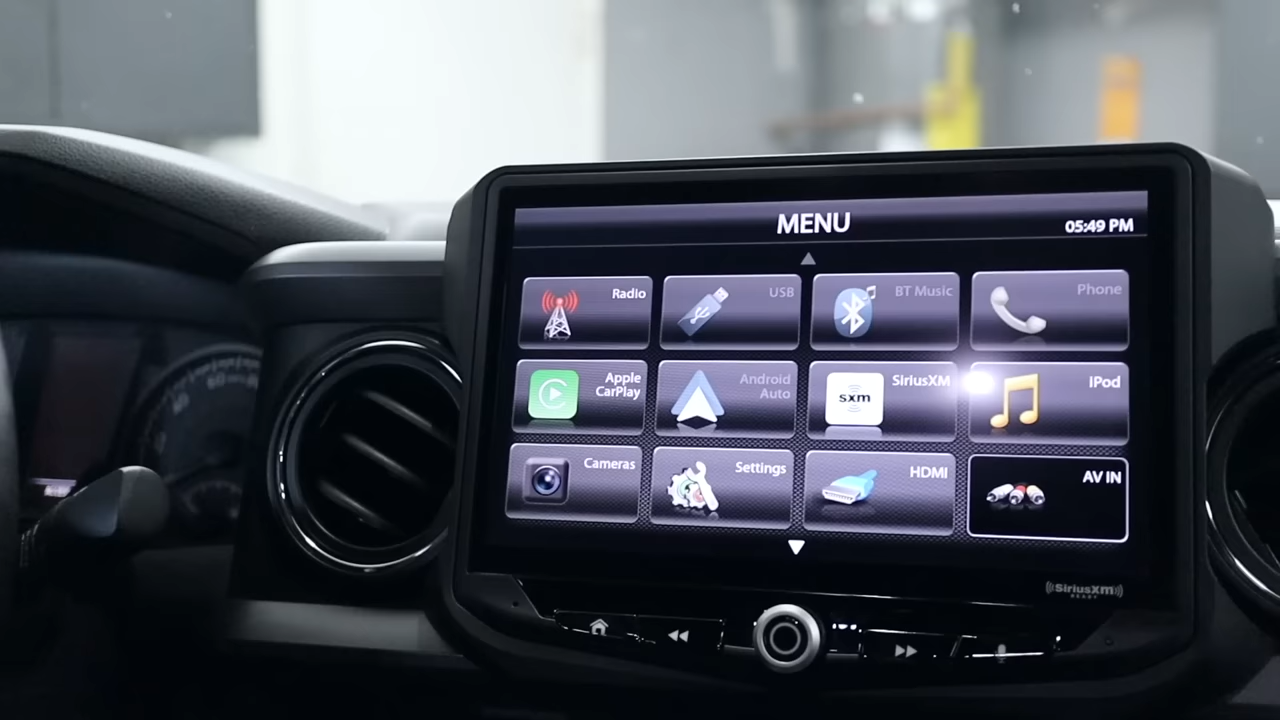 MENU
05:49 PM
Radio
USB
BT Music
Phone
Apple
CarPlay
Android
Auto
SiriusXM
sxm
iPod
Cameras
Settings
HDMI
AV IN
SiriusXM
READY